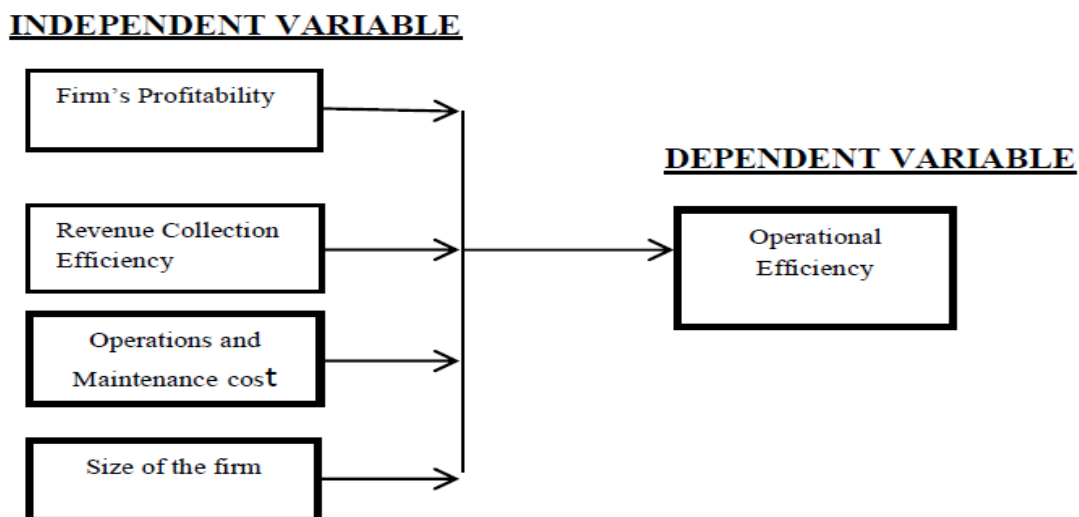 INDEPENDENT VARIABLE
Firm's Profitability
Revenue Collection
Efficiency
Operations and
Maintenance cost
Size of the firm
DEPENDENT VARIABLE
Operational
Efficiency